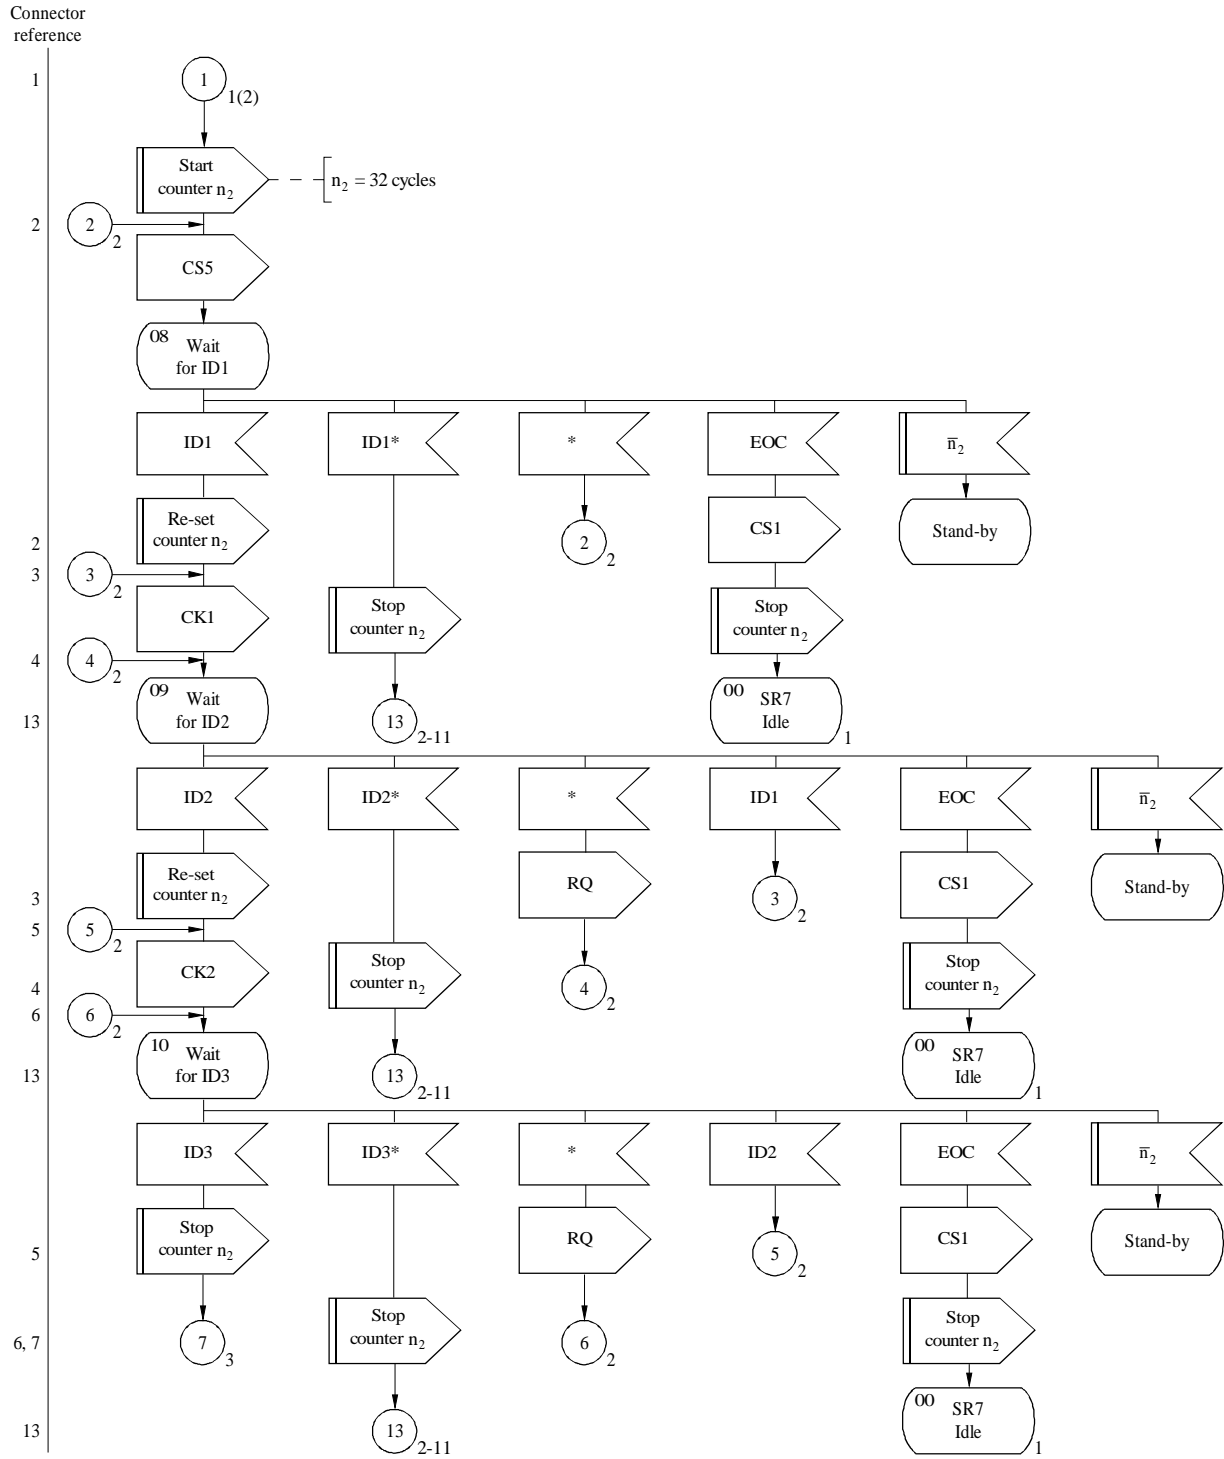 Connector
reference
1
1
1(2)
Start
counter n2
n2 = 32 cycles
2
2
2
CS5
08
Wait
for ID1
ID1
ID1*
*
EOC
n̅2
Re-set
counter n2
CS1
Stand-by
2
2
2
3
3
2
CK1
Stop
counter n2
Stop
counter n2
4
4
2
09
Wait
for ID2
13
13
2-11
00
SR7
Idle
1
ID2
ID2*
*
ID1
EOC
n̅2
Re-set
counter n2
RQ
CS1
Stand-by
3
3
2
5
5
2
CK2
Stop
counter n2
Stop
counter n2
4
4
2
6
6
2
10
Wait
for ID3
13
13
2-11
00
SR7
Idle
1
ID3
ID3*
*
ID2
EOC
n̅2
Stop
counter n2
RQ
CS1
Stand-by
5
5
2
Stop
counter n2
Stop
counter n2
6, 7
7
3
6
2
13
13
2-11
00
SR7
Idle
1